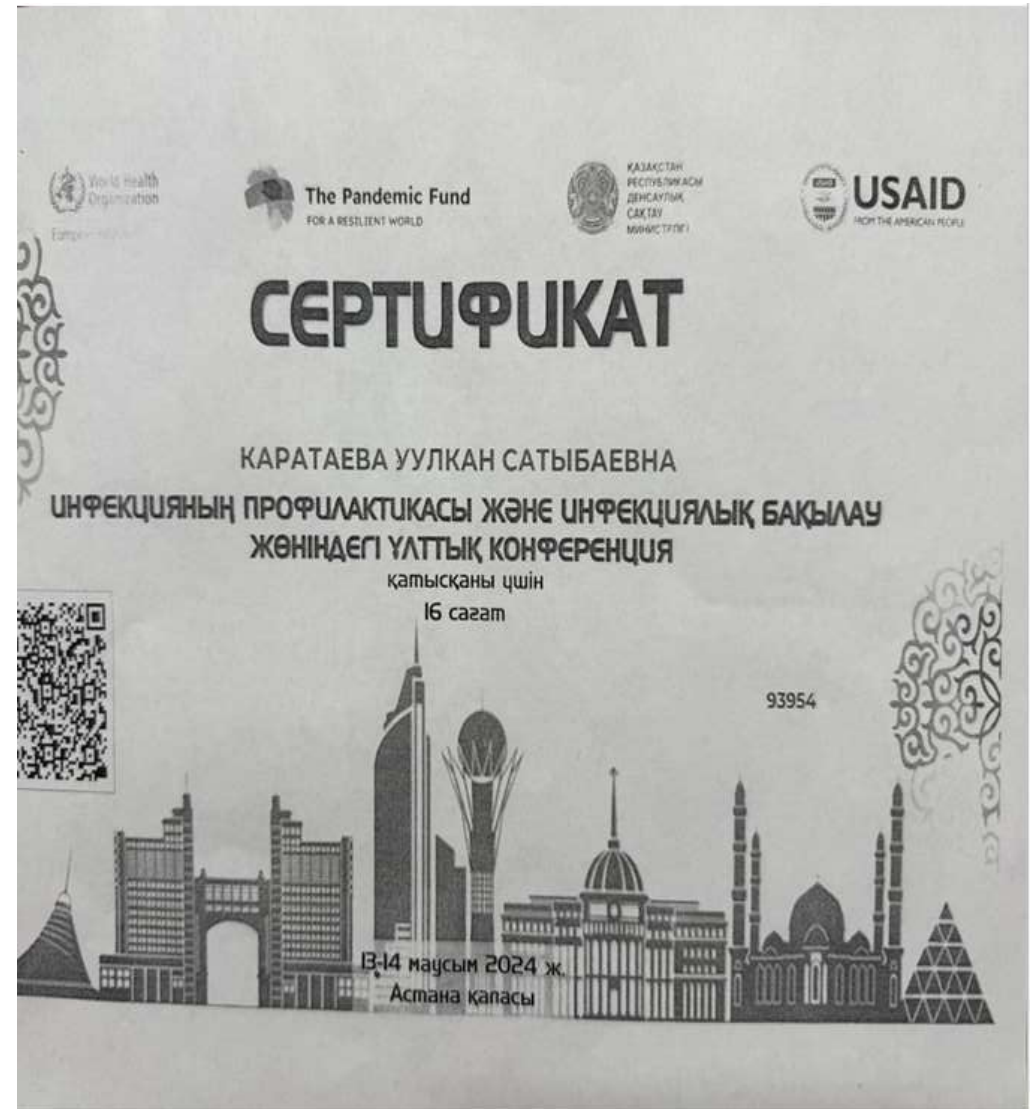 World Health
Organization
The Pandemic Fund
FOR A RESILIENT WORLD
ҚАЗАҚСТАН
РЕСПУБЛИКАСЫ
ДЕНСАУЛЫҚ
САҚТАУ
МИНИСТРЛІГІ
USAID
FROM THE AMERICAN PEOPLE
СЕРТИФИКАТ
КАРАТАЕВА УУЛКАН САТЫБАЕВНА
ИНФЕКЦИЯНЫҢ ПРОФИЛАКТИКАСЫ ЖӘНЕ ИНФЕКЦИЯЛЫҚ БАҚЫЛАУ
ЖӨНІНДЕГІ ҰЛТТЫҚ КОНФЕРЕНЦИЯ
қатысқаны үшін
16 сағат
93954
13-14 маусым 2024 ж.
Астана қаласы